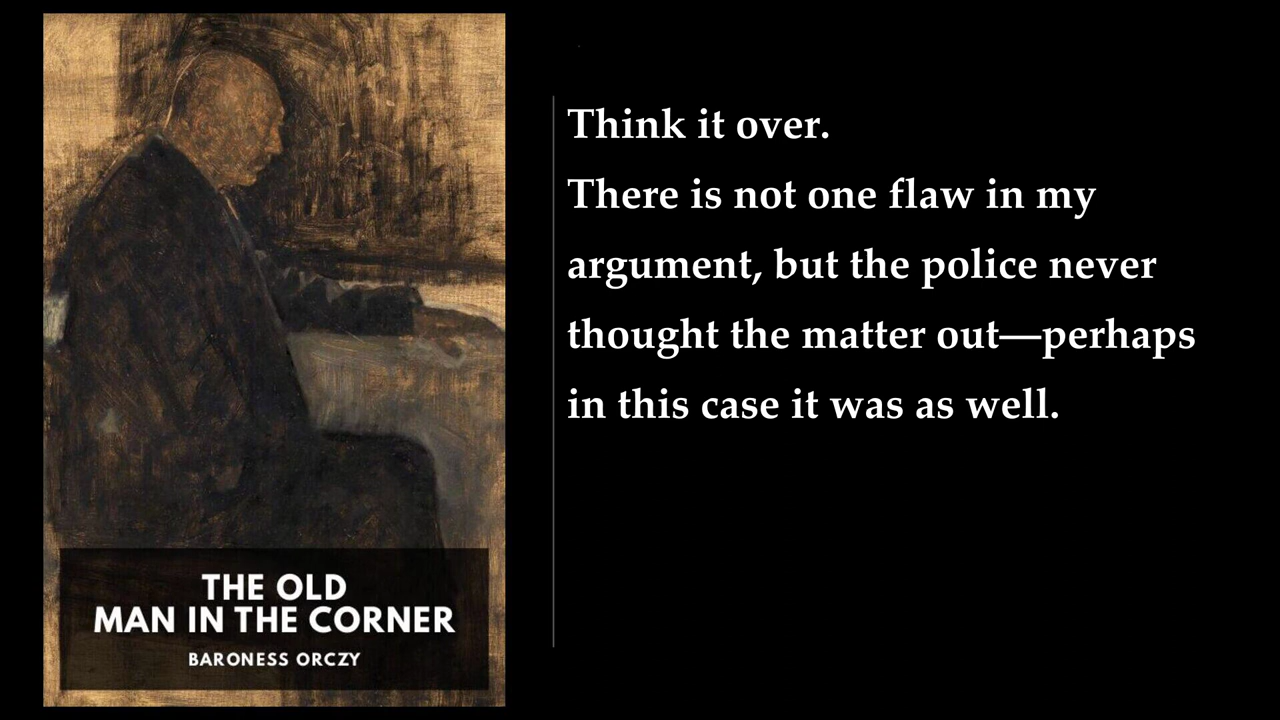 THE OLD
MAN IN THE CORNER
BARONESS ORCZY
Think it over.
There is not one flaw in my
argument, but the police never
thought the matter out—perhaps
in this case it was as well.